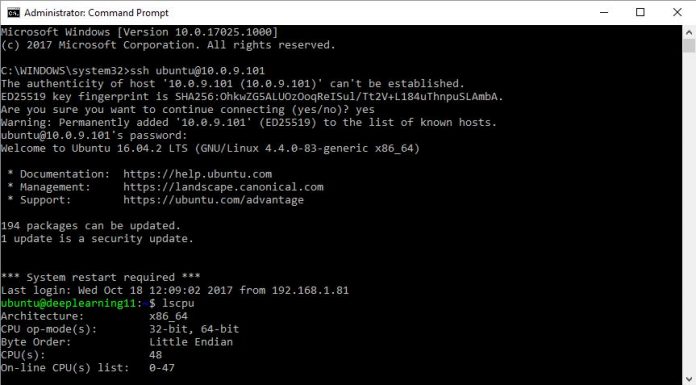 Administrator: Command Prompt
Microsoft Windows [Version 10.0.17025.1000]
(c) 2017 Microsoft Corporation. All rights reserved.
C:\WINDOWS\system32>ssh ubuntu@10.0.9.101
The authenticity of host '10.0.9.101 (10.0.9.101)' can't be established.
ED25519 key fingerprint is SHA256:OhkwZG5ALUOzOoqReISul/Tt2V+L184uThnpuSLAmbA.
Are you sure you want to continue connecting (yes/no)? yes
Warning: Permanently added '10.0.9.101' (ED25519) to the list of known hosts.
ubuntu@10.0.9.101's password:
Welcome to Ubuntu 16.04.2 LTS (GNU/Linux 4.4.0-83-generic x86_64)
* Documentation:  https://help.ubuntu.com
* Management:     https://landscape.canonical.com
* Support:        https://ubuntu.com/advantage
194 packages can be updated.
1 update is a security update.
*** System restart required ***
Last login: Wed Oct 18 12:09:02 2017 from 192.168.1.81
ubuntu@deeplearning11:~$ lscpu
Architecture:          x86_64
CPU op-mode(s):        32-bit, 64-bit
Byte Order:            Little Endian
CPU(s):                48
On-line CPU(s) list:   0-47